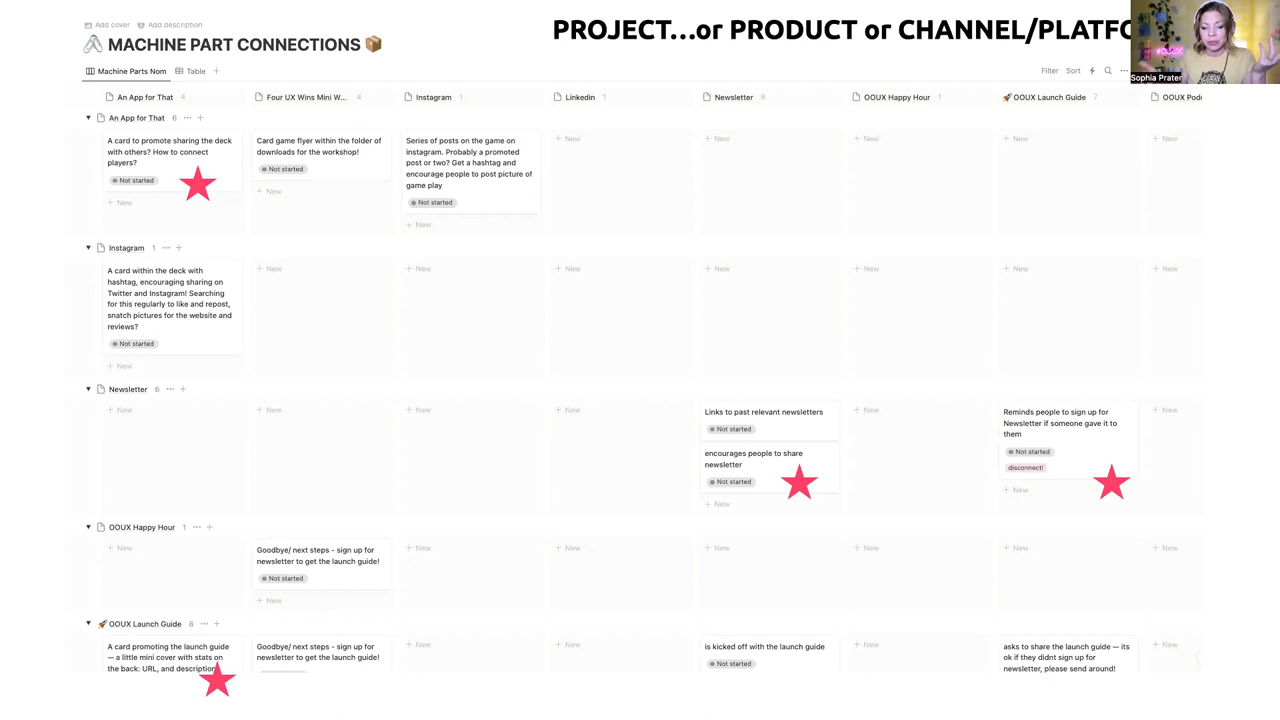 Add cover Add description
PROJECT...or PRODUCT or CHANNEL/PLATFO
MACHINE PART CONNECTIONS
#OOUX
Sophia Prater
Machine Parts Nom Table +
Filter Sort
An App for That 4 Four UX Wins Mini W... 4 Instagram 1 Linkedin 1 Newsletter 6 OOUX Happy Hour 1 OOUX Launch Guide 7 OOUX Pod
An App for That 6 ... +
A card to promote sharing the deck
with others? How to connect
players?
Not started
+ New
Card game flyer within the folder of
downloads for the workshop!
Not started
+ New
Series of posts on the game on
instagram. Probably a promoted
post or two? Get a hashtag and
encourage people to post picture of
game play
Not started
+ New
+ New
+ New
+ New
+ New
+ New
Instagram 1 ... +
A card within the deck with
hashtag, encouraging sharing on
Twitter and Instagram! Searching
for this regularly to like and repost,
snatch pictures for the website and
reviews?
Not started
+ New
+ New
+ New
+ New
+ New
+ New
+ New
+ New
Newsletter 6 ... +
+ New
+ New
+ New
+ New
Links to past relevant newsletters
Not started
encourages people to share
newsletter
Not started
+ New
+ New
Reminds people to sign up for
Newsletter if someone gave it to
them
Not started
disconnect!
+ New
+ New
OOUX Happy Hour 1 ... +
+ New
Goodbye/ next steps - sign up for
newsletter to get the launch guide!
Not started
+ New
+ New
+ New
+ New
+ New
+ New
+ New
OOUX Launch Guide 8 ... +
A card promoting the launch guide
— a little mini cover with stats on
the back: URL, and description
Goodbye/ next steps - sign up for
newsletter to get the launch guide!
+ New
+ New
is kicked off with the launch guide
Not started
+ New
asks to share the launch guide — its
ok if they didnt sign up for
newsletter, please send around!
+ New